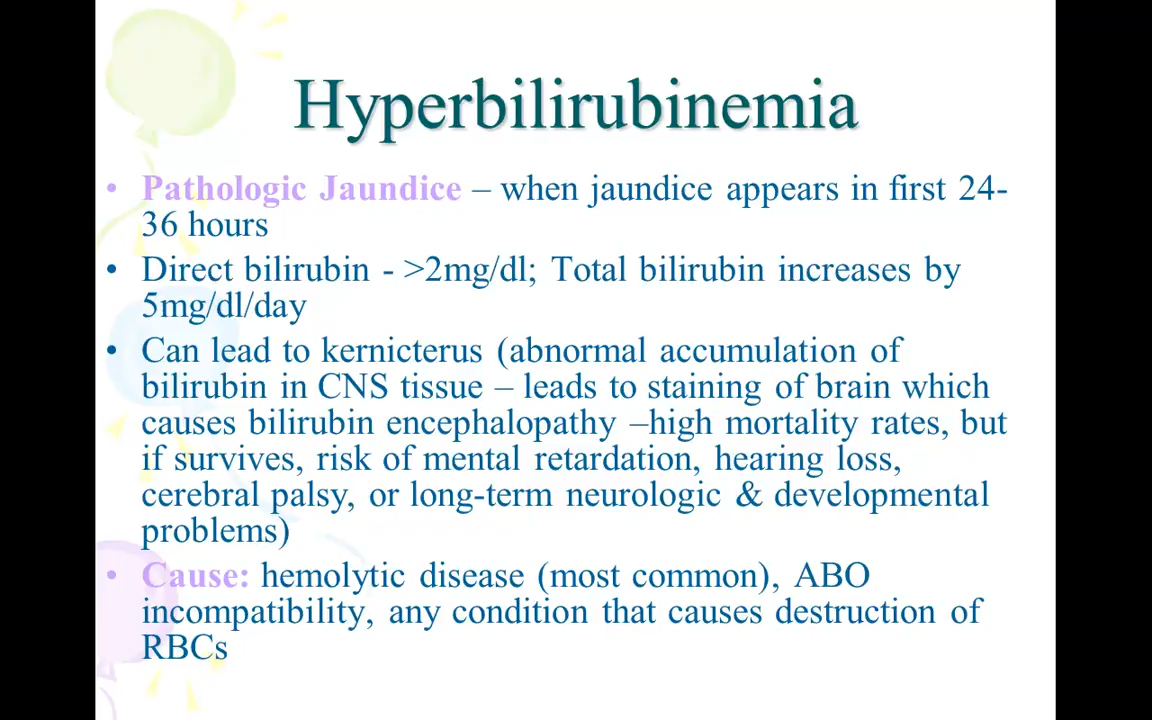 Hyperbilirubinemia
• Pathologic Jaundice – when jaundice appears in first 24-
36 hours
• Direct bilirubin - >2mg/dl; Total bilirubin increases by
5mg/dl/day
• Can lead to kernicterus (abnormal accumulation of
bilirubin in CNS tissue – leads to staining of brain which
causes bilirubin encephalopathy –high mortality rates, but
if survives, risk of mental retardation, hearing loss,
cerebral palsy, or long-term neurologic & developmental
problems)
• Cause: hemolytic disease (most common), ABO
incompatibility, any condition that causes destruction of
RBCs